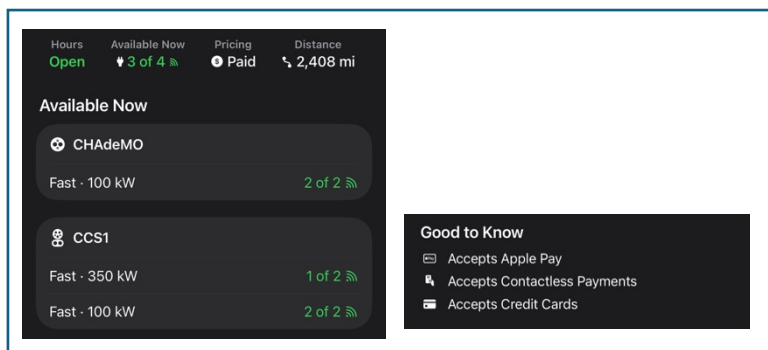 Hours Available Now Pricing Distance
Open 3 of 4 Paid 2,408 mi
Available Now
CHAdeMO
Fast · 100 kW 2 of 2
CCS1
Fast · 350 kW 1 of 2
Fast · 100 kW 2 of 2
Good to Know
Accepts Apple Pay
Accepts Contactless Payments
Accepts Credit Cards